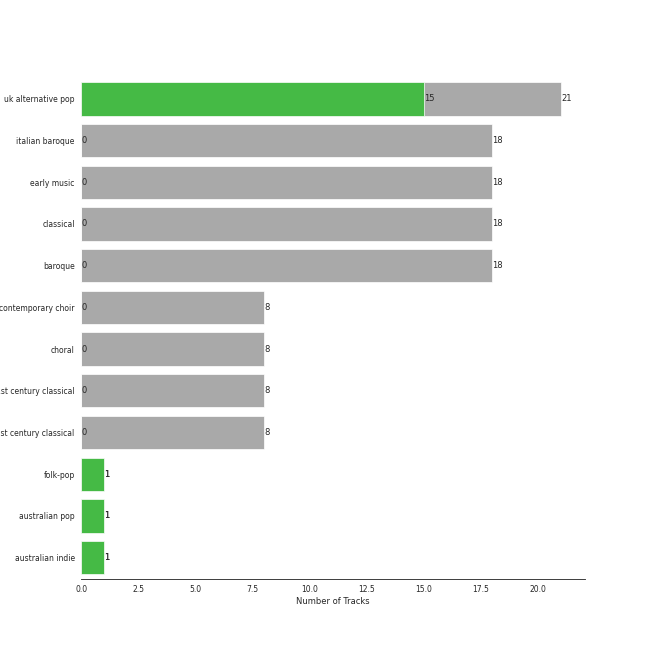 uk alternative pop 15 21
italian baroque 0 18
early music 0 18
classical 0 18
baroque 0 18
contemporary choir 0 8
choral 0 8
st century classical 0 8
st century classical 0 8
folk-pop 1
australian pop 1
australian indie 1
0.0 2.5 5.0 7.5 10.0 12.5 15.0 17.5 20.0
Number of Tracks